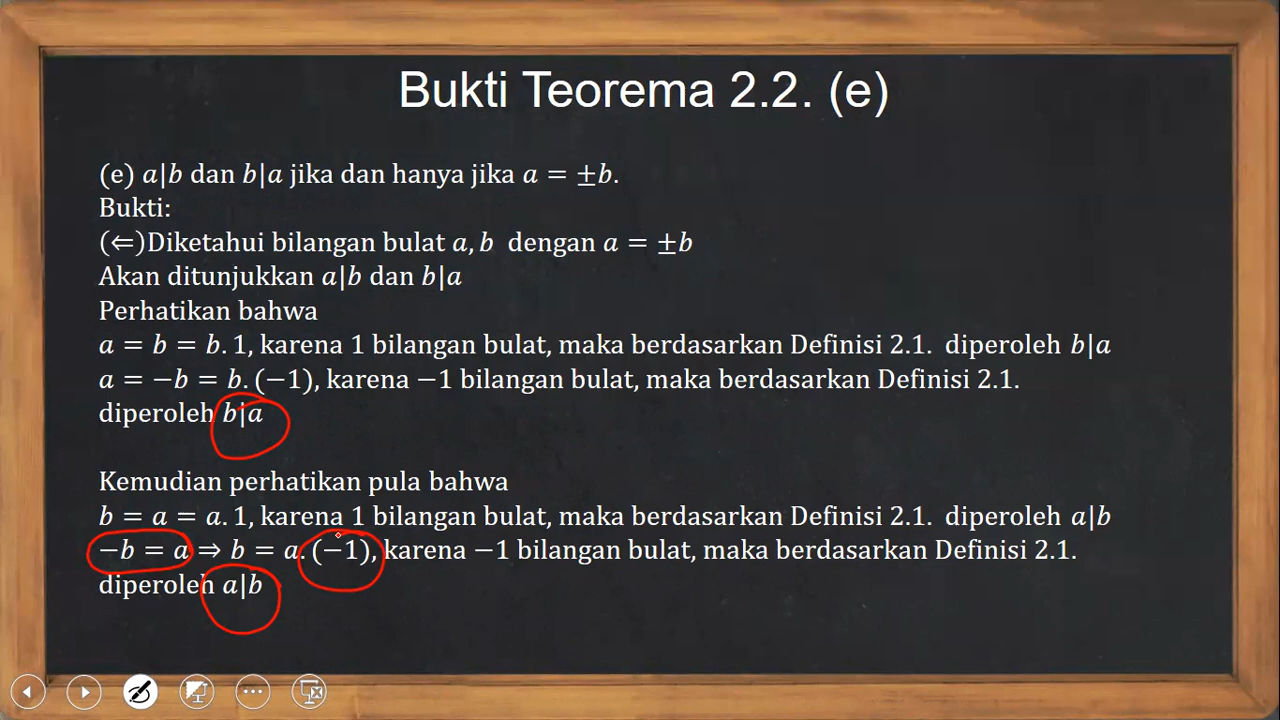 Bukti Teorema 2.2. (e)
(e) a|b dan b|a jika dan hanya jika a = ±b.
Bukti:
(⇐)Diketahui bilangan bulat a, b dengan a = ±b
Akan ditunjukkan a|b dan b|a
Perhatikan bahwa
a = b = b. 1, karena 1 bilangan bulat, maka berdasarkan Definisi 2.1. diperoleh b|a
a = −b = b. (−1), karena −1 bilangan bulat, maka berdasarkan Definisi 2.1.
diperoleh b|a
Kemudian perhatikan pula bahwa
b = a = a. 1, karena 1 bilangan bulat, maka berdasarkan Definisi 2.1. diperoleh a|b
−b = a ⇒ b = a. (−1), karena −1 bilangan bulat, maka berdasarkan Definisi 2.1.
diperoleh a|b